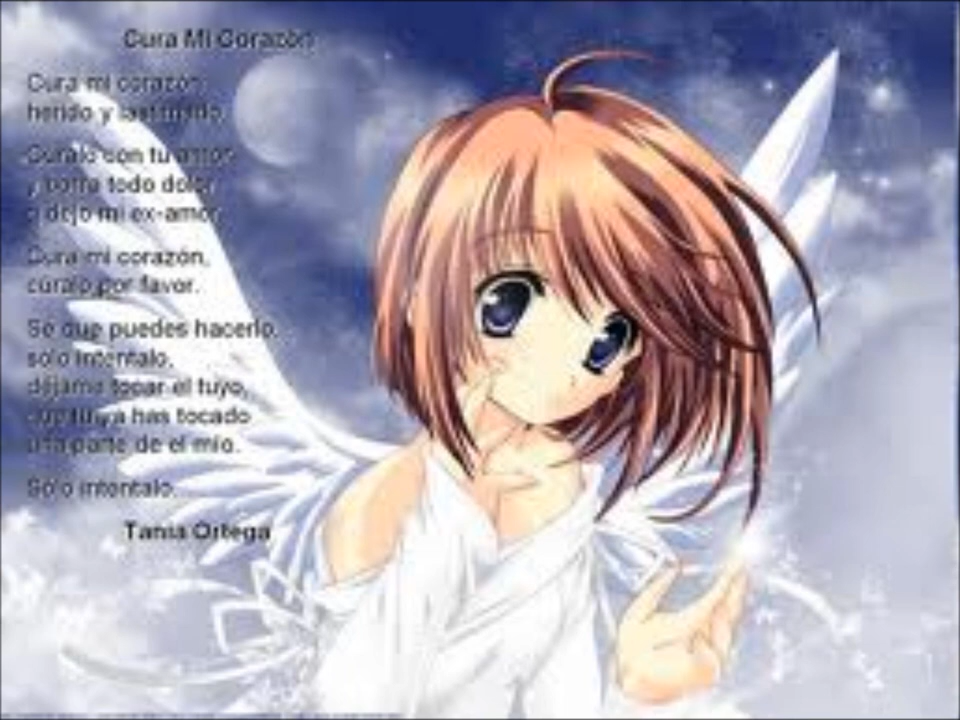 Cura Mi Corazón
Cura mi corazón,
herido y lastimado.
Curalo con tu amor
y borra todo dolor
q dejo mi ex-amor.
Cura mi corazón,
curalo por favor.
Se que puedes hacerlo,
solo intentalo,
dejame tocar el tuyo,
que tu ya has tocado
una parte de el mio.
Solo intentalo.
Tania Ortega